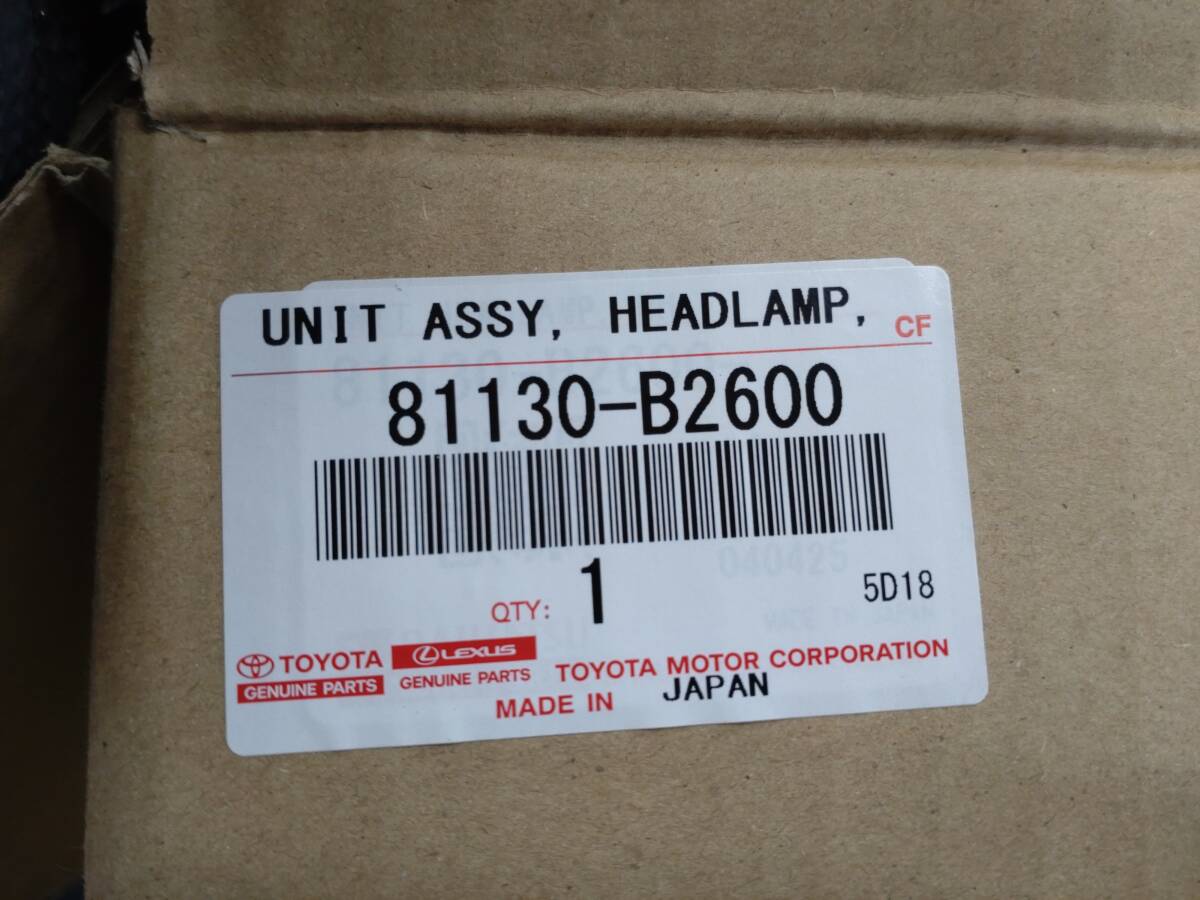 UNIT ASSY, HEADLAMP,
CF
81130-B2600
QTY: 1
5D18
TOYOTA
GENUINE PARTS
LEXUS
GENUINE PARTS
TOYOTA MOTOR CORPORATION
MADE IN JAPAN
040425